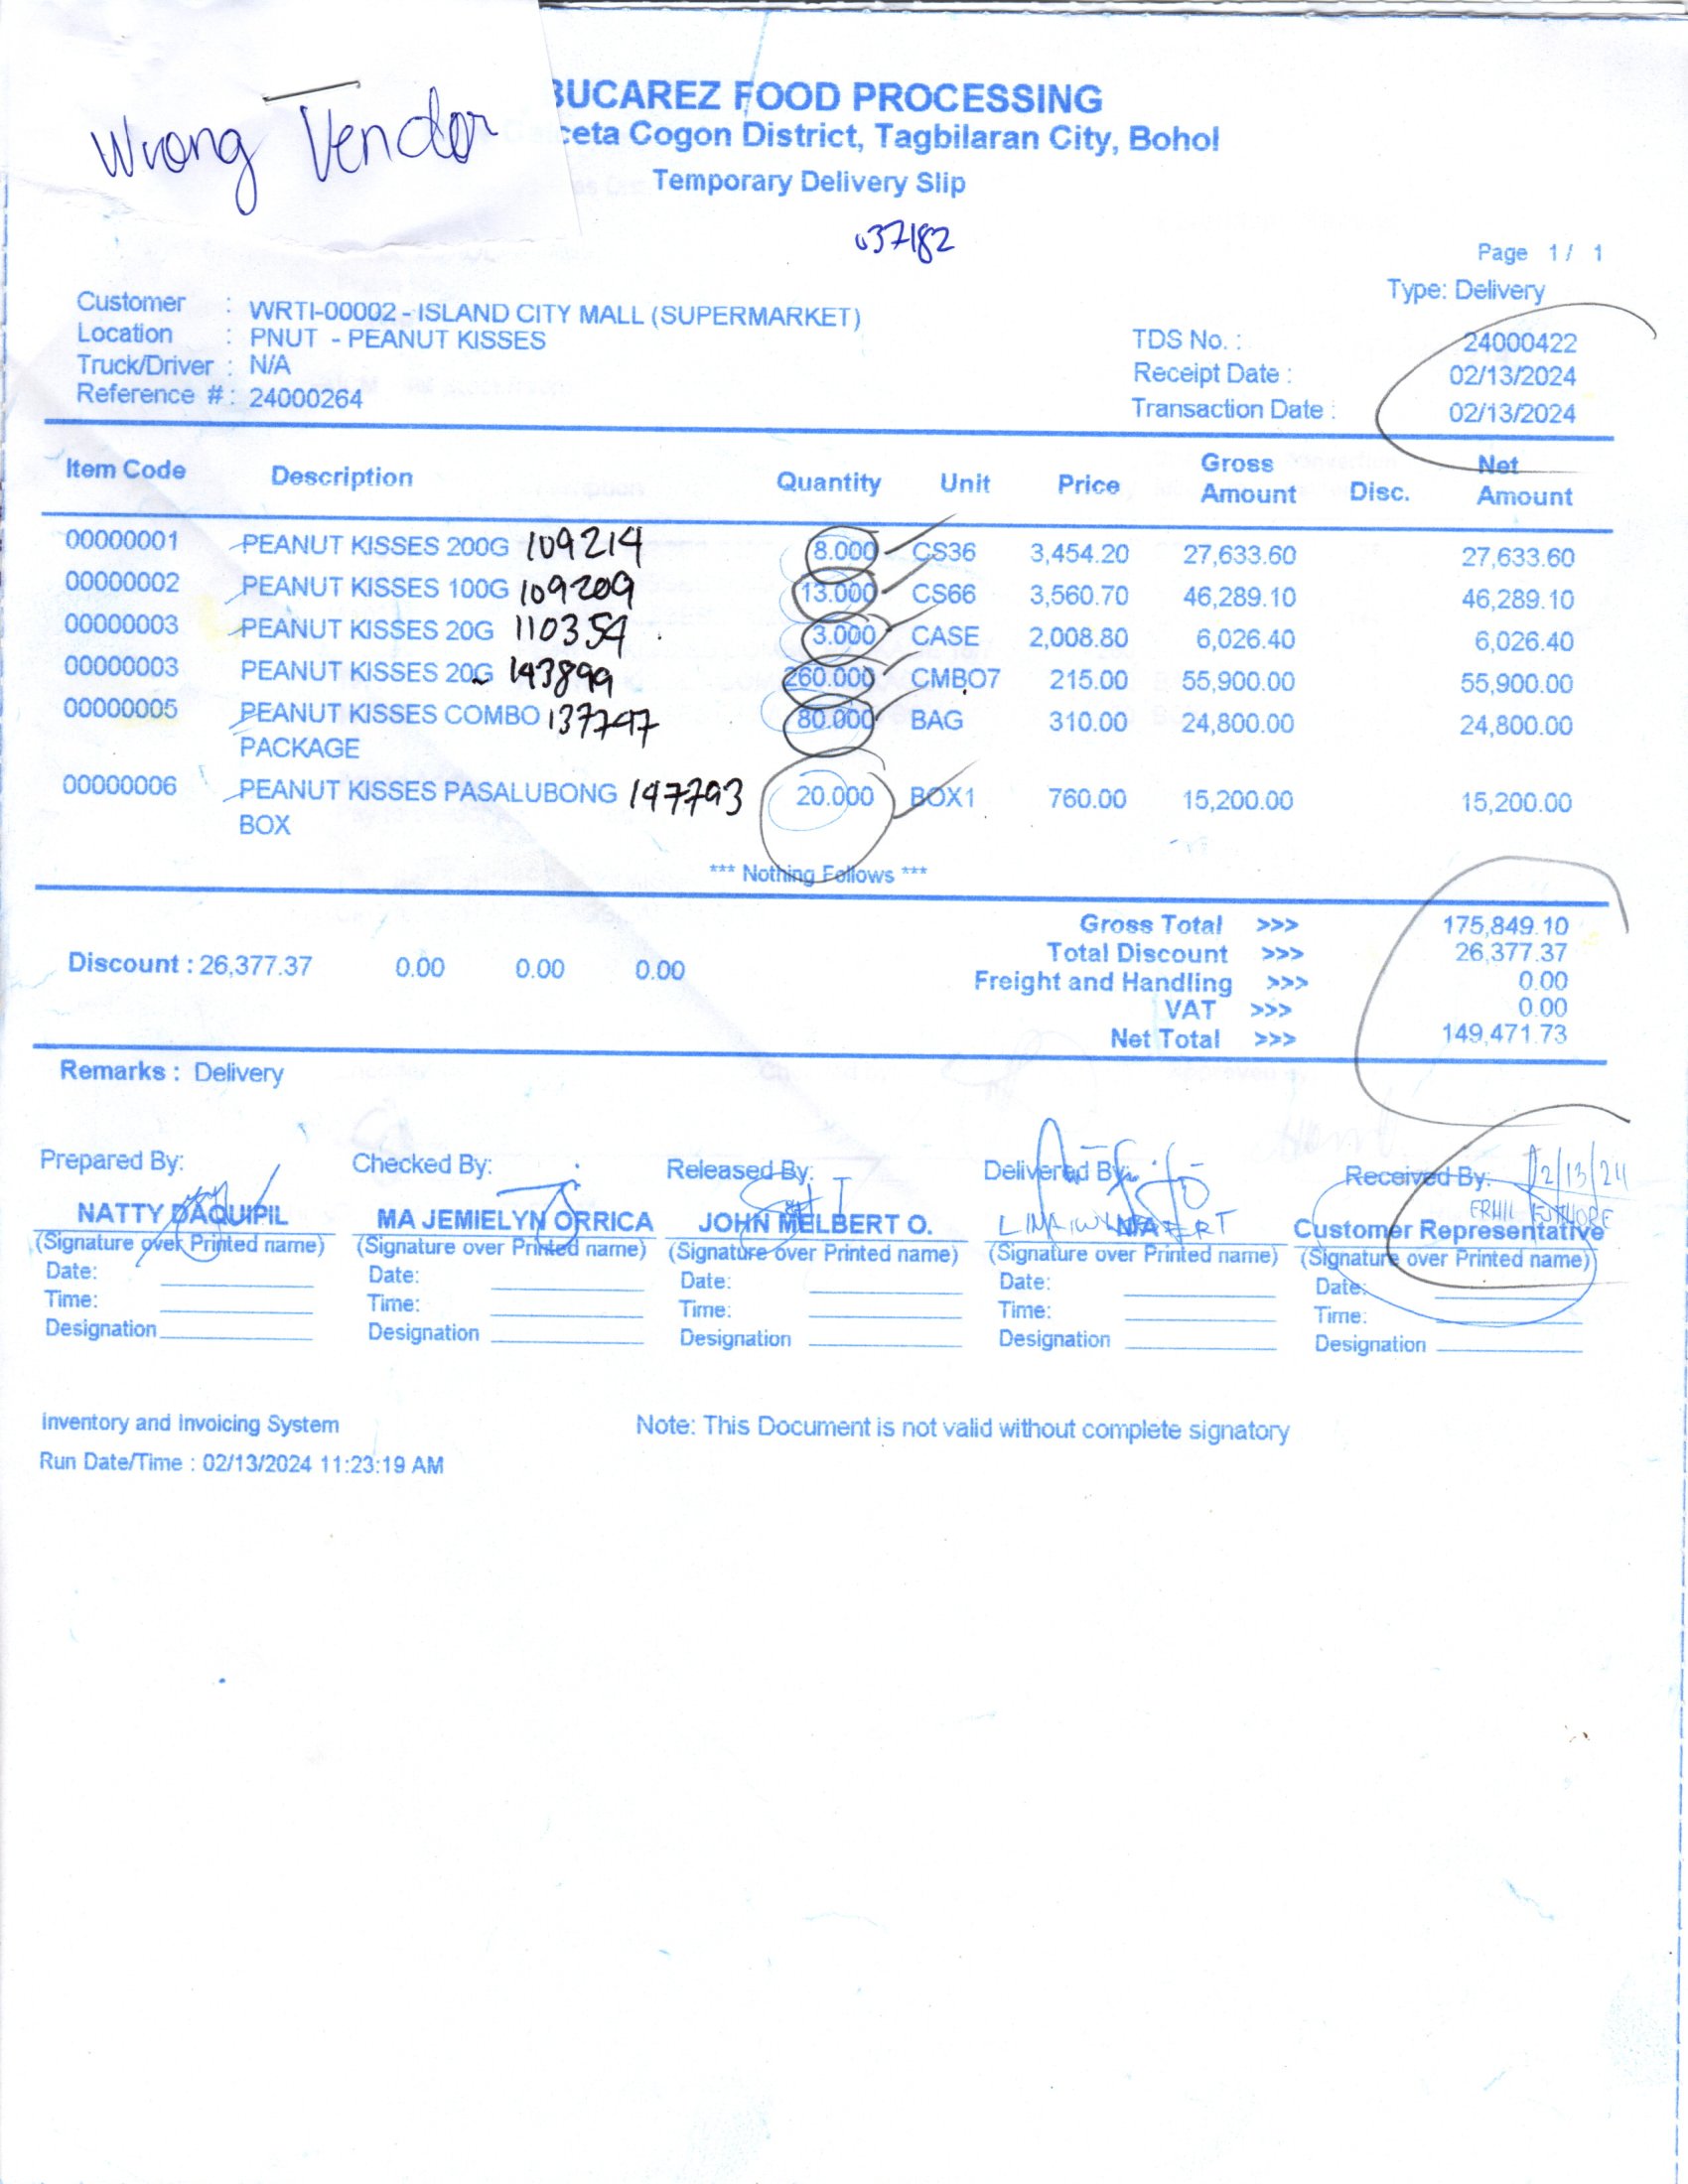 Wrong Vendor
BUCAREZ FOOD PROCESSING
Cogon District, Tagbilaran City, Bohol
Temporary Delivery Slip
037182
Page 1 / 1
Type: Delivery
Customer : WRTI-00002 - ISLAND CITY MALL (SUPERMARKET)
Location : PNUT - PEANUT KISSES
Truck/Driver : N/A
Reference # : 24000264
TDS No. : 24000422
Receipt Date : 02/13/2024
Transaction Date : 02/13/2024
Item Code Description Quantity Unit Price Gross Amount Disc. Net Amount
00000001 PEANUT KISSES 200G 109214 8.000 CS36 3,454.20 27,633.60 27,633.60
00000002 PEANUT KISSES 100G 109209 13.000 CS66 3,560.70 46,289.10 46,289.10
00000003 PEANUT KISSES 20G 110354 3.000 CASE 2,008.80 6,026.40 6,026.40
00000003 PEANUT KISSES 20G 143899 260.000 CMBO7 215.00 55,900.00 55,900.00
00000005 PEANUT KISSES COMBO 137747 80.000 BAG 310.00 24,800.00 24,800.00
PACKAGE
00000006 PEANUT KISSES PASALUBONG 147793 20.000 BOX1 760.00 15,200.00 15,200.00
BOX
*** Nothing Follows ***
Gross Total >>> 175,849.10
Total Discount >>> 26,377.37
Freight and Handling >>> 0.00
VAT >>> 0.00
Net Total >>> 149,471.73
Discount : 26,377.37 0.00 0.00 0.00
Remarks : Delivery
Prepared By: Checked By: Released By: Delivered By: Received By: 2/13/24
NATTY DAQUIPIL MA JEMIELYN ORRICA JOHN MELBERT O. N/A Customer Representative
(Signature over Printed name) (Signature over Printed name) (Signature over Printed name) (Signature over Printed name) (Signature over Printed name)
Date: Date: Date: Date: Date:
Time: Time: Time: Time: Time:
Designation Designation Designation Designation Designation
Inventory and Invoicing System
Note: This Document is not valid without complete signatory
Run Date/Time : 02/13/2024 11:23:19 AM